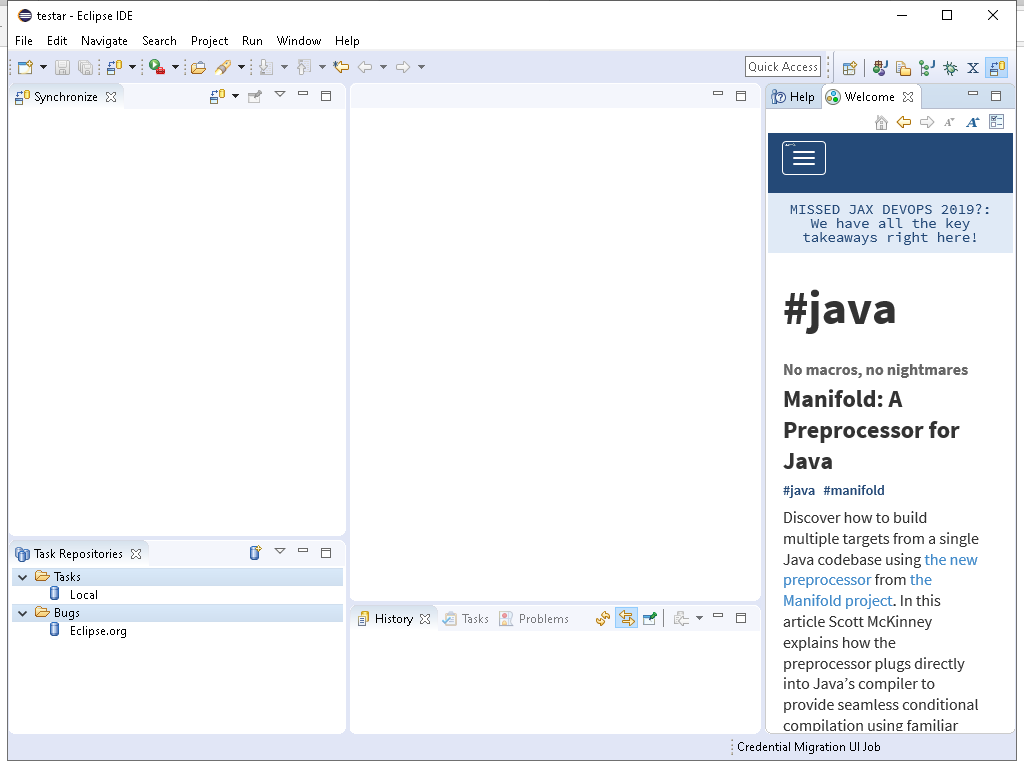 testar - Eclipse IDE
File Edit Navigate Search Project Run Window Help
Quick Access
Synchronize
Help Welcome
MISSED JAX DEVOPS 2019?:
We have all the key
takeaways right here!
#java
No macros, no nightmares
Manifold: A
Preprocessor for
Java
#java #manifold
Discover how to build
multiple targets from a single
Java codebase using the new
preprocessor from the
Manifold project. In this
article Scott McKinney
explains how the
preprocessor plugs directly
into Java’s compiler to
provide seamless conditional
compilation using familiar
Task Repositories
Tasks
Local
Bugs
Eclipse.org
History Tasks Problems
Credential Migration UI Job